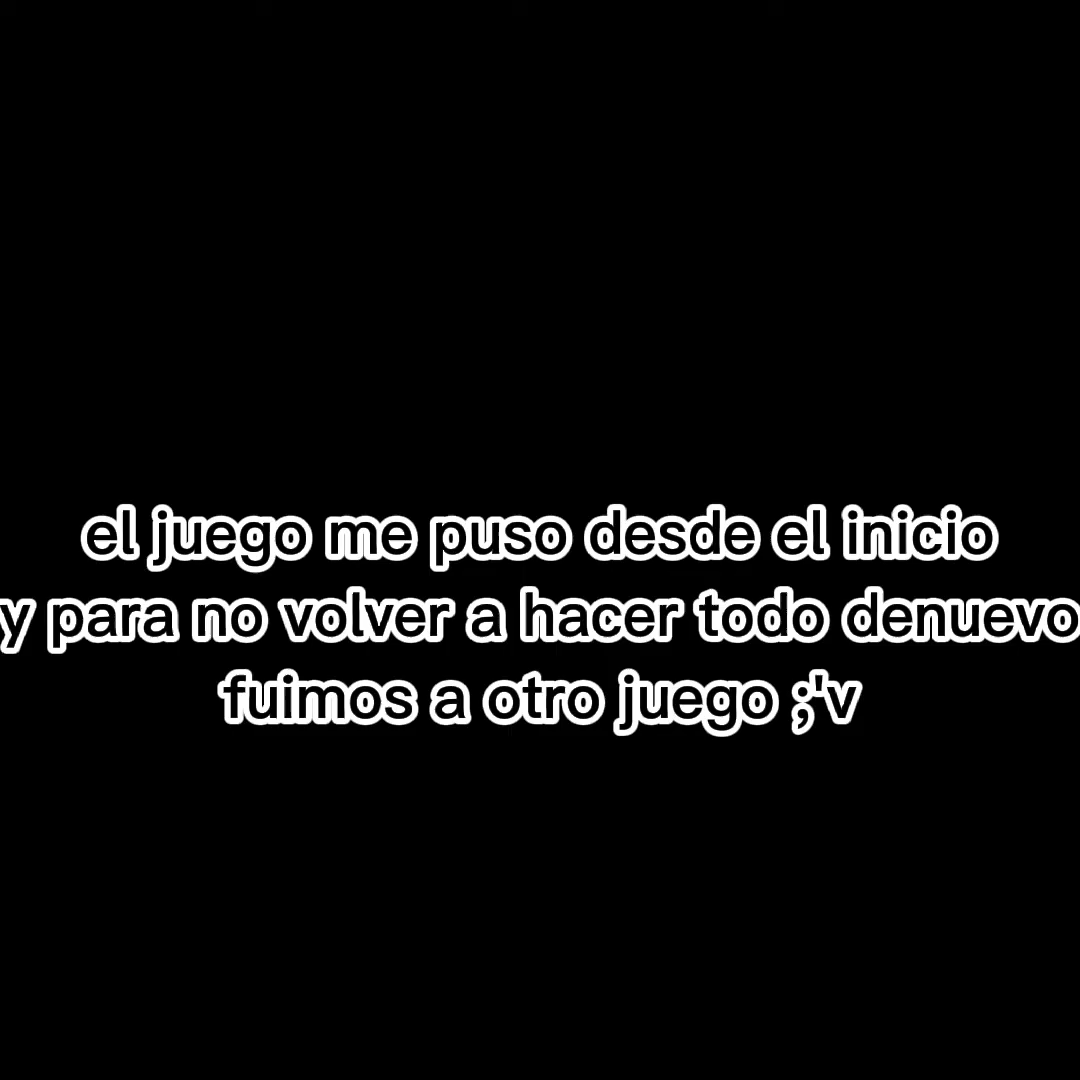 el juego me puso desde el inicio
y para no volver a hacer todo denuevo
fuimos a otro juego ;'v